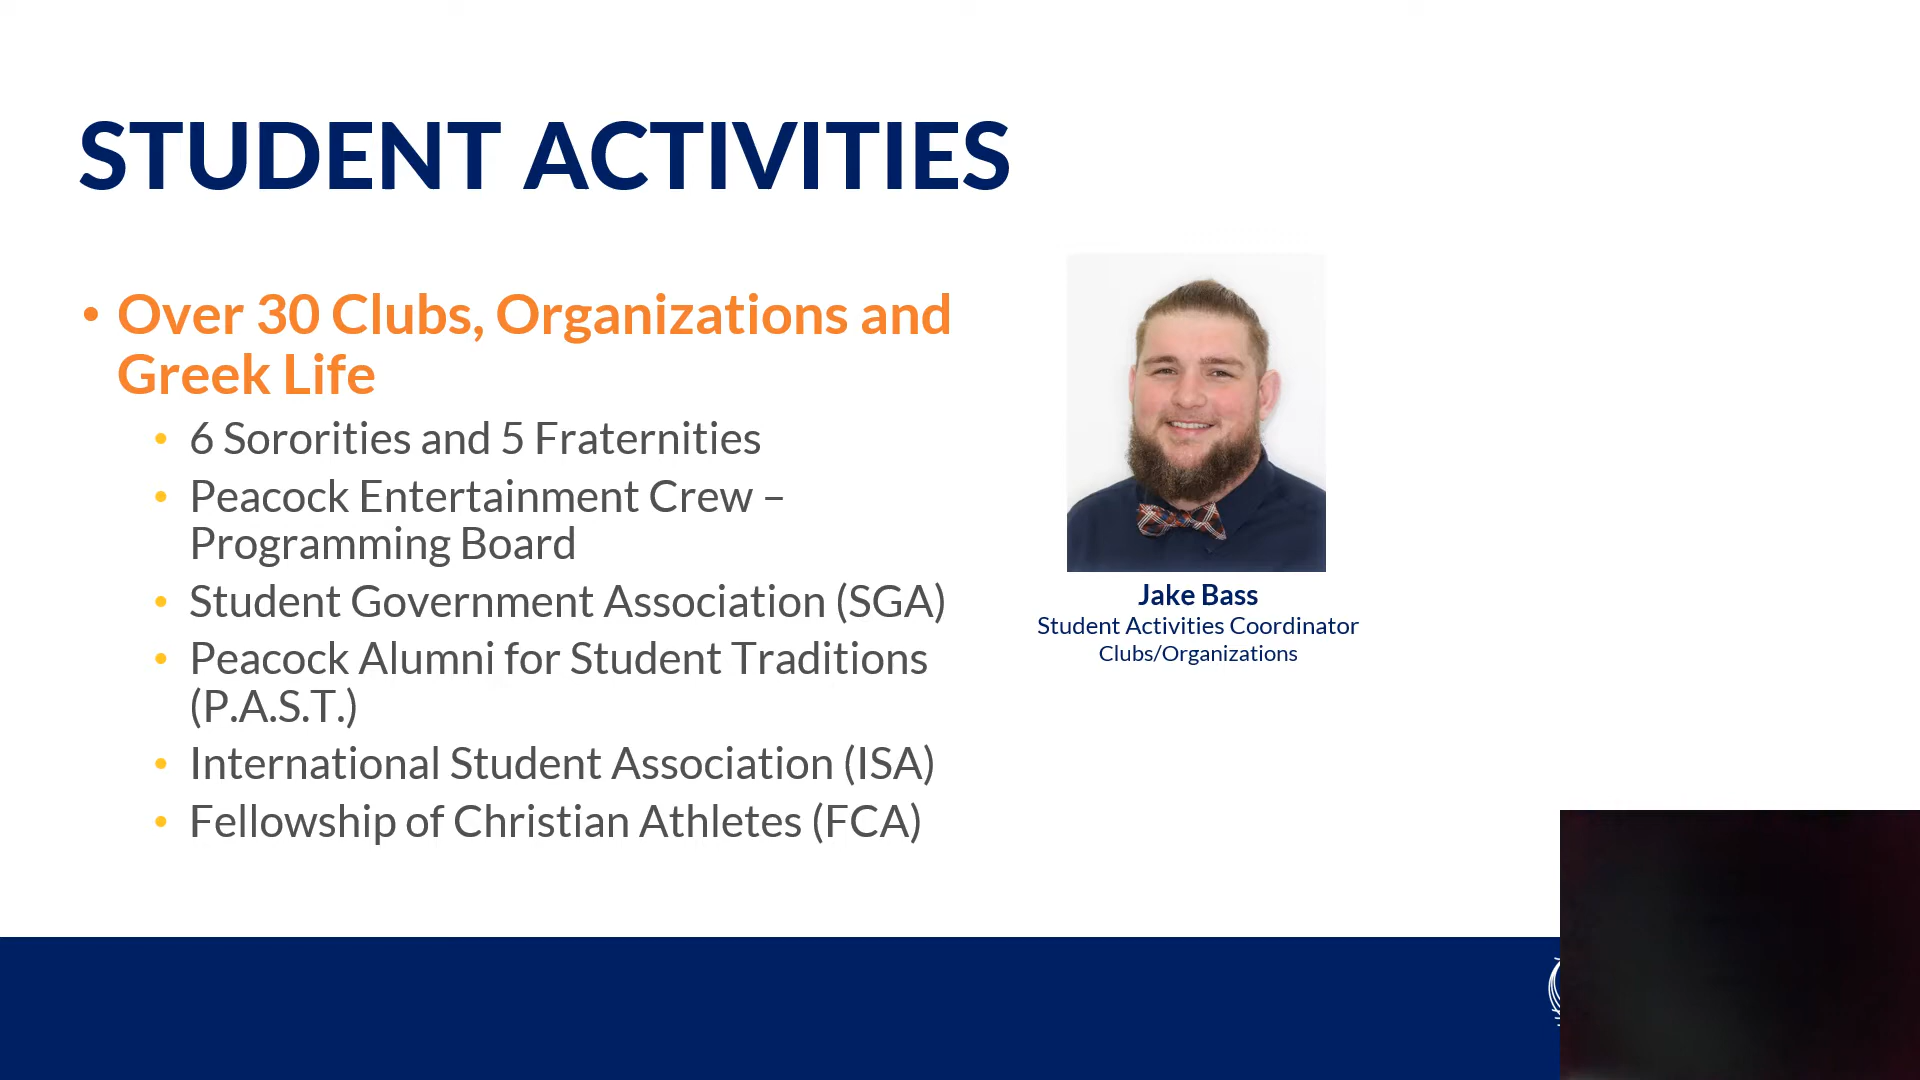 STUDENT ACTIVITIES
• Over 30 Clubs, Organizations and
Greek Life
• 6 Sororities and 5 Fraternities
• Peacock Entertainment Crew –
Programming Board
• Student Government Association (SGA)
• Peacock Alumni for Student Traditions
(P.A.S.T.)
• International Student Association (ISA)
• Fellowship of Christian Athletes (FCA)
Jake Bass
Student Activities Coordinator
Clubs/Organizations